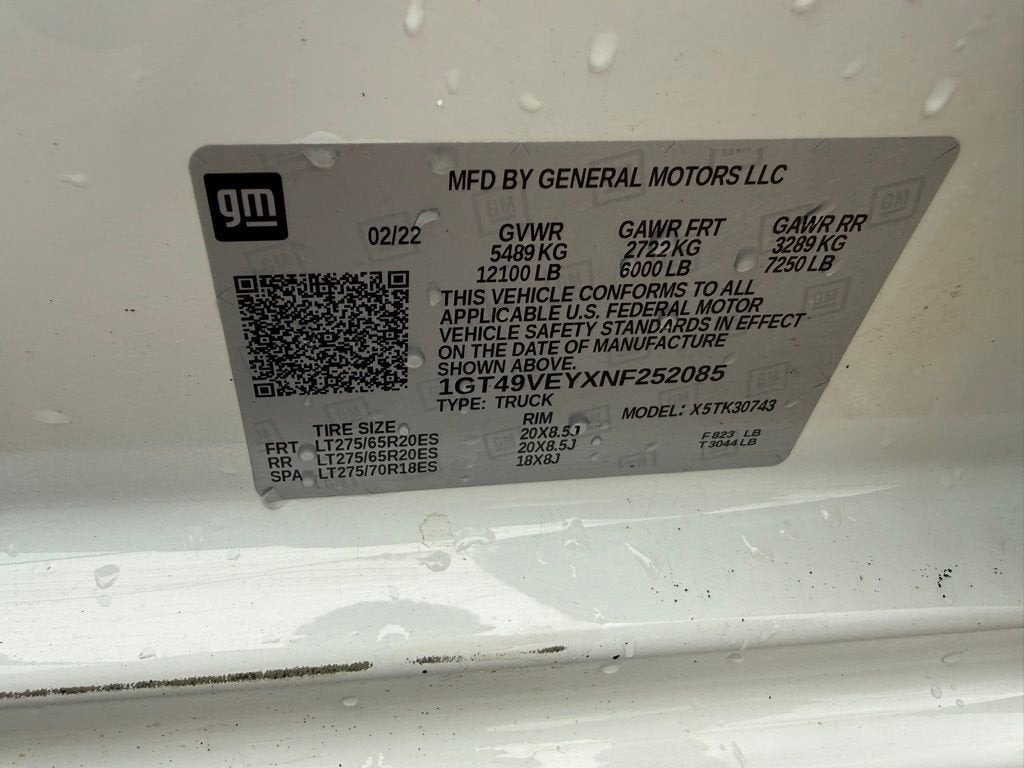 gm
MFD BY GENERAL MOTORS LLC
02/22 GVWR GAWR FRT GAWR RR
5489 KG 2722 KG 3289 KG
12100 LB 6000 LB 7250 LB
THIS VEHICLE CONFORMS TO ALL
APPLICABLE U.S. FEDERAL MOTOR
VEHICLE SAFETY STANDARDS IN EFFECT
ON THE DATE OF MANUFACTURE
SHOWN ABOVE.
1GT49VEYXNF252085
TYPE: TRUCK MODEL: X5TK30743
TIRE SIZE RIM
FRT LT275/65R20ES 20X8.5J F823 LB
RR LT275/65R20ES 20X8.5J T3044LB
SPA LT275/70R18ES 18X8J